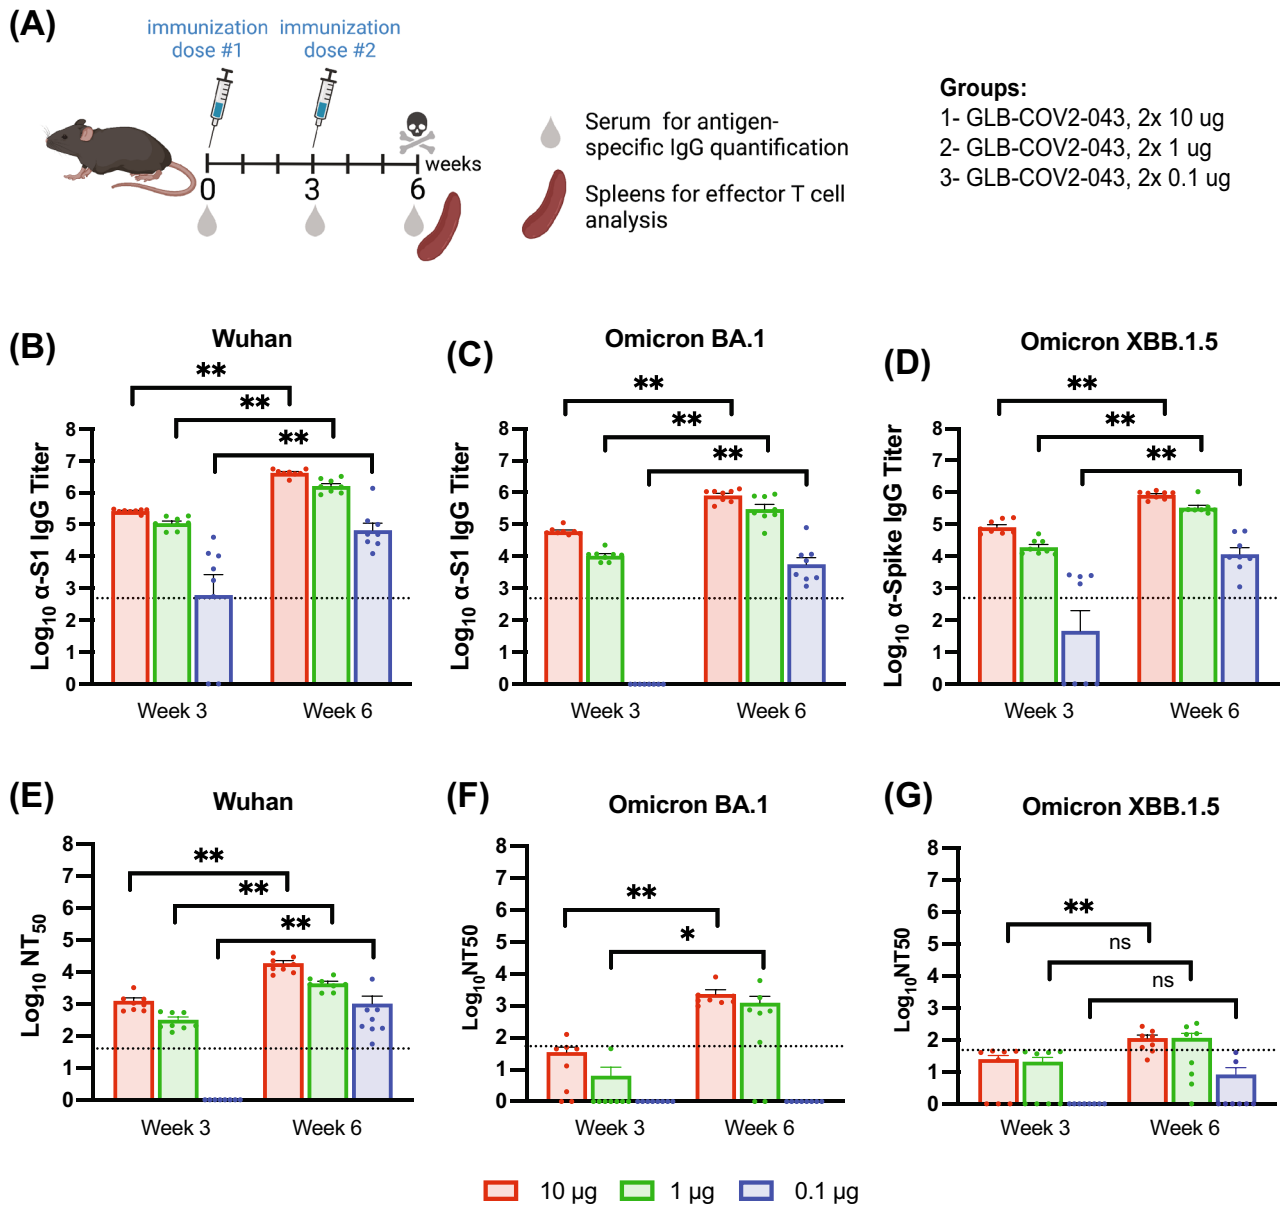 (A)
immunization
dose #1
immunization
dose #2
weeks
0
3
6
Serum for antigen-
specific IgG quantification
Spleens for effector T cell
analysis
Groups:
1- GLB-COV2-043, 2x 10 ug
2- GLB-COV2-043, 2x 1 ug
3- GLB-COV2-043, 2x 0.1 ug
(B)
Wuhan
**
**
**
Log10 α-S1 IgG Titer
8
7
6
5
4
3
2
1
0
Week 3
Week 6
(C)
Omicron BA.1
**
**
**
Log10 α-S1 IgG Titer
8
7
6
5
4
3
2
1
0
Week 3
Week 6
(D)
Omicron XBB.1.5
**
**
**
Log10 α-Spike IgG Titer
8
7
6
5
4
3
2
1
0
Week 3
Week 6
(E)
Wuhan
**
**
**
Log10 NT50
8
7
6
5
4
3
2
1
0
Week 3
Week 6
(F)
Omicron BA.1
**
*
Log10NT50
8
7
6
5
4
3
2
1
0
Week 3
Week 6
(G)
Omicron XBB.1.5
**
ns
ns
Log10NT50
8
7
6
5
4
3
2
1
0
Week 3
Week 6
10 µg
1 µg
0.1 µg